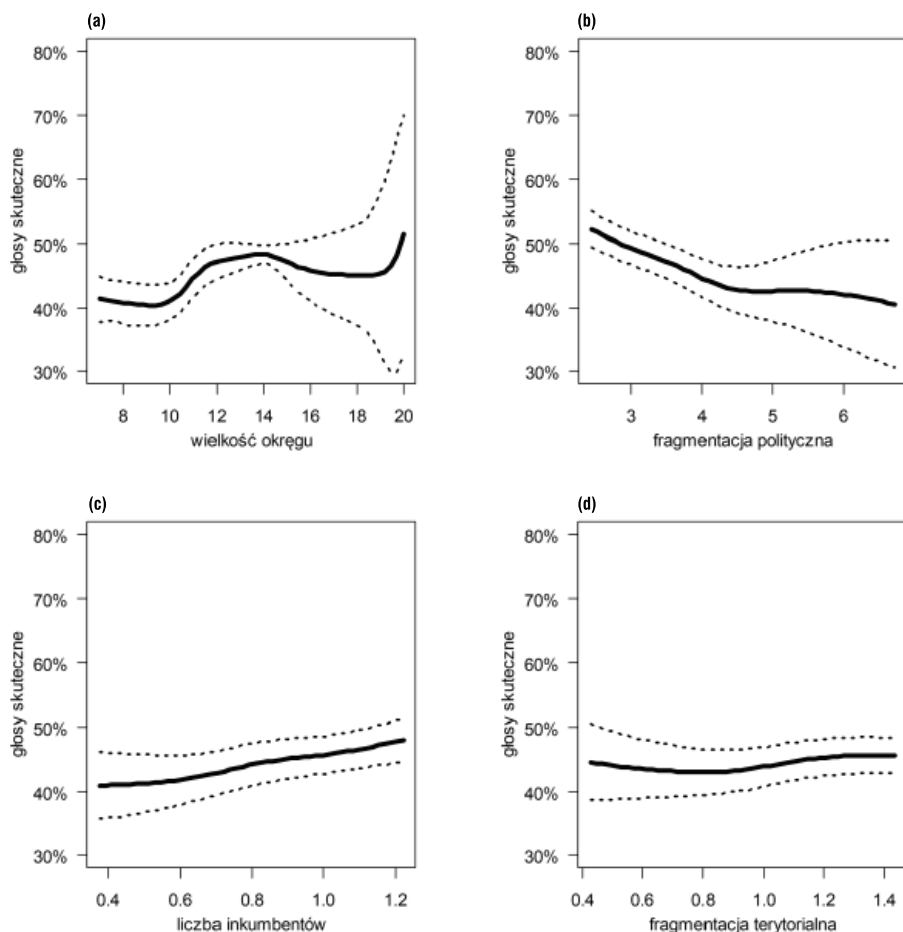 (a)
80%
70%
60%
50%
40%
30%
głosy skuteczne
8 10 12 14 16 18 20
wielkość okręgu
(b)
80%
70%
60%
50%
40%
30%
głosy skuteczne
3 4 5 6
fragmentacja polityczna
(c)
80%
70%
60%
50%
40%
30%
głosy skuteczne
0.4 0.6 0.8 1.0 1.2
liczba inkumbentów
(d)
80%
70%
60%
50%
40%
30%
głosy skuteczne
0.4 0.6 0.8 1.0 1.2 1.4
fragmentacja terytorialna